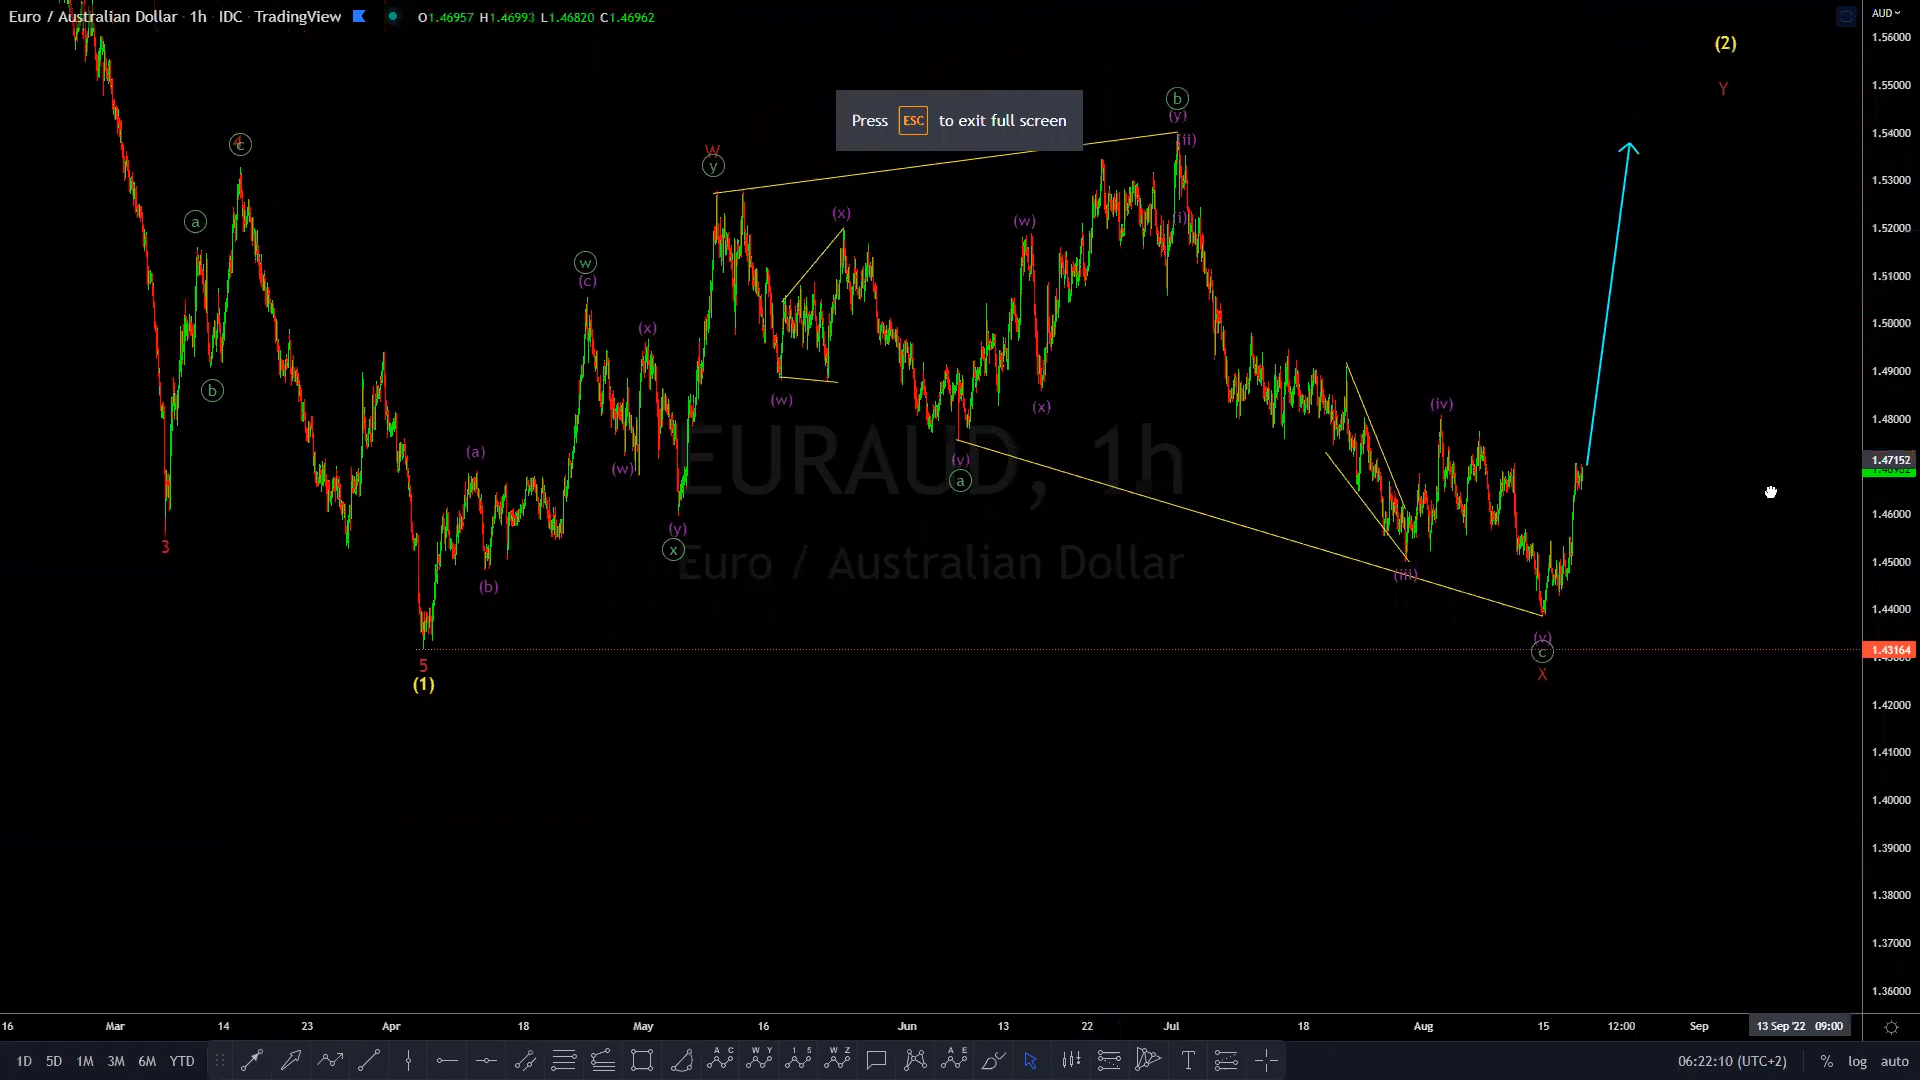 Euro / Australian Dollar · 1h · IDC · TradingView O1.46957 H1.46993 L1.46820 C1.46962
AUD
1.56000
(2)
1.55000
Y
Press ESC to exit full screen
b
(y)
1.54000
(ii)
4
c
W
y
1.53000
a
(x)
(w)
(i)
1.52000
w
(c)
1.51000
(x)
1.50000
b
(w)
(x)
(iv)
1.49000
1.48000
(a)
(w)
(y)
a
EURAUD, 1h
1.47152
1.46962
3
(y)
x
1.46000
Euro / Australian Dollar
1.45000
(b)
(iii)
1.44000
(v)
c
X
1.43164
5
(1)
1.42000
1.41000
1.40000
1.39000
1.38000
1.37000
1.36000
16 Mar 14 23 Apr 18 May 16 Jun 13 22 Jul 18 Aug 15 12:00 Sep 13 Sep '22 09:00
1D 5D 1M 3M 6M YTD
A C W Y 1 5 W Z A E T
06:22:10 (UTC+2) % log auto